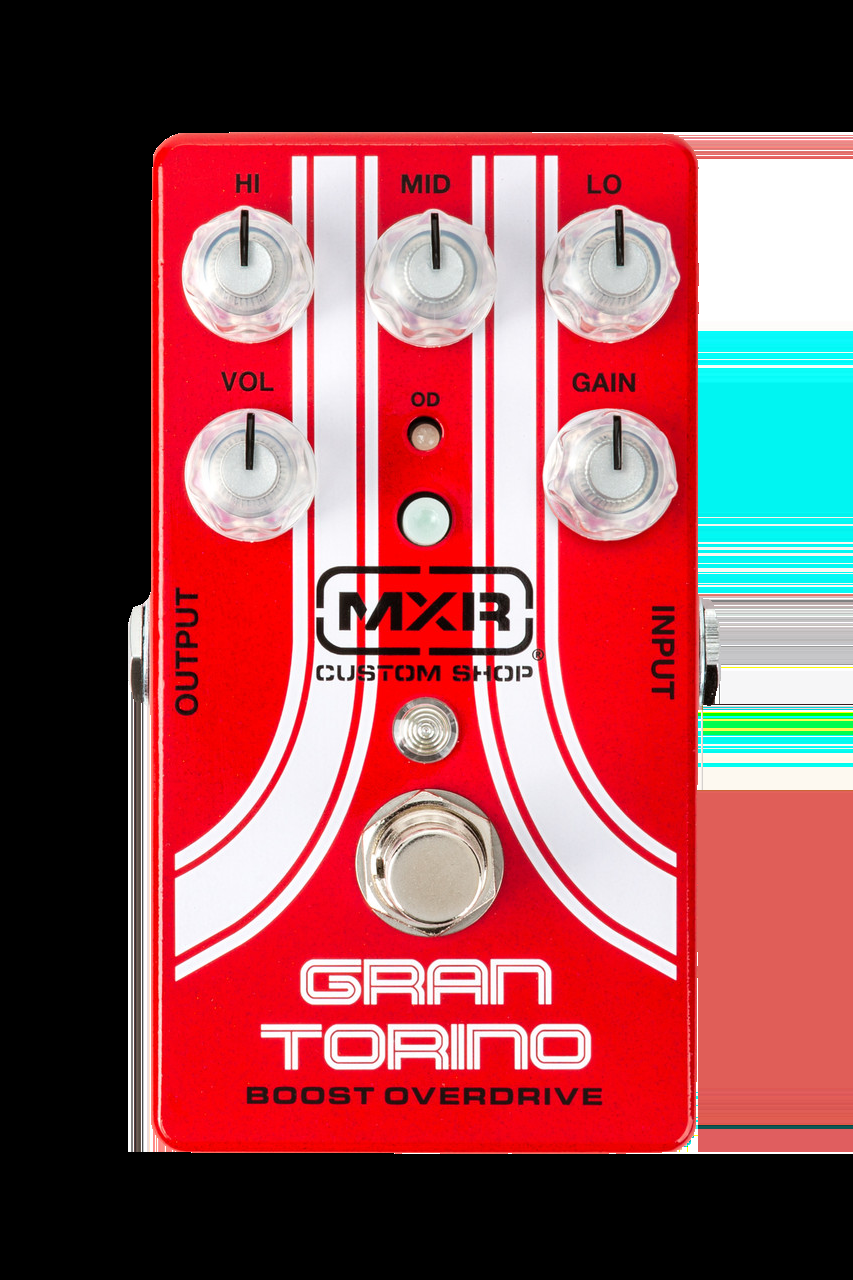 HI MID LO
VOL OD GAIN
OUTPUT
INPUT
MXR®
CUSTOM SHOP
GRAN
TORINO
BOOST OVERDRIVE